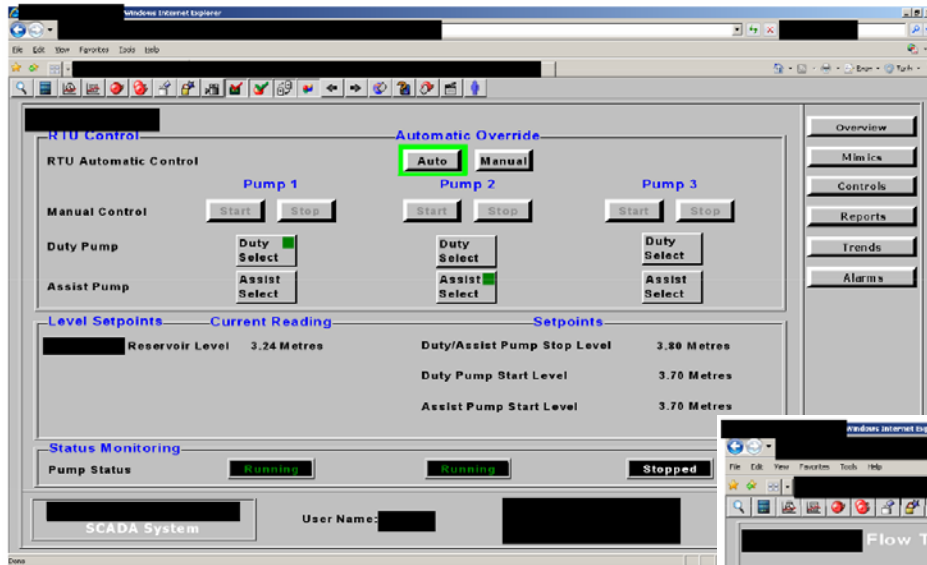 Windows Internet Explorer
File Edit View Favorites Tools Help
RTU Control
Automatic Override
RTU Automatic Control
Auto
Manual
Pump 1
Pump 2
Pump 3
Manual Control
Start Stop
Start Stop
Start Stop
Duty Pump
Duty Select
Duty Select
Duty Select
Assist Pump
Assist Select
Assist Select
Assist Select
Level Setpoints
Current Reading
Setpoints
Reservoir Level 3.24 Metres
Duty/Assist Pump Stop Level 3.80 Metres
Duty Pump Start Level 3.70 Metres
Assist Pump Start Level 3.70 Metres
Status Monitoring
Pump Status
Running
Running
Stopped
SCADA System
User Name:
Done
Overview
Mimics
Controls
Reports
Trends
Alarms
Windows Internet Exp
File Edit View Favorites Tools Help
Flow T